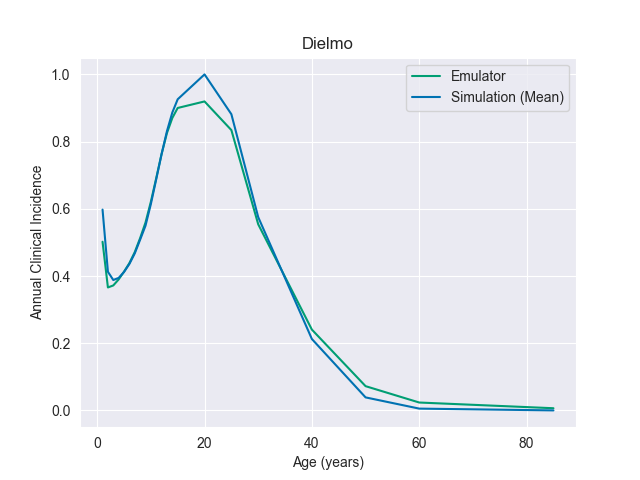 Dielmo
Emulator
Simulation (Mean)
Annual Clinical Incidence
1.0
0.8
0.6
0.4
0.2
0.0
0 20 40 60 80
Age (years)